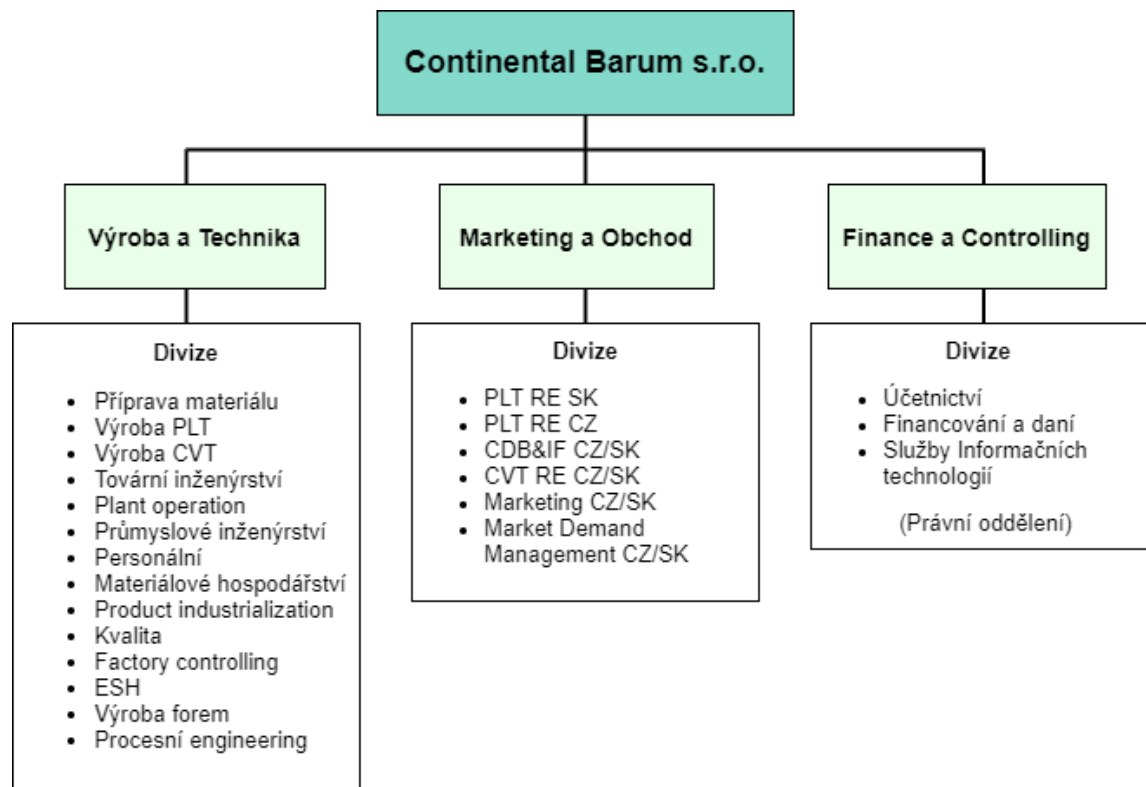 Continental Barum s.r.o.
Výroba a Technika
Marketing a Obchod
Finance a Controlling
Divize
• Příprava materiálu
• Výroba PLT
• Výroba CVT
• Tovární inženýrství
• Plant operation
• Průmyslové inženýrství
• Personální
• Materiálové hospodářství
• Product industrialization
• Kvalita
• Factory controlling
• ESH
• Výroba forem
• Procesní engineering
Divize
• PLT RE SK
• PLT RE CZ
• CDB&IF CZ/SK
• CVT RE CZ/SK
• Marketing CZ/SK
• Market Demand
Management CZ/SK
Divize
• Účetnictví
• Financování a daní
• Služby Informačních
technologií
(Právní oddělení)